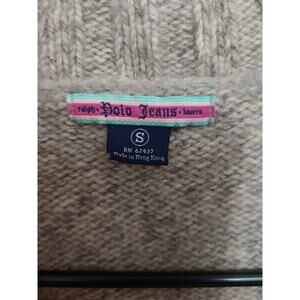 ralph • Polo Jeans • lauren
S
RN 67437
Made in Hong Kong